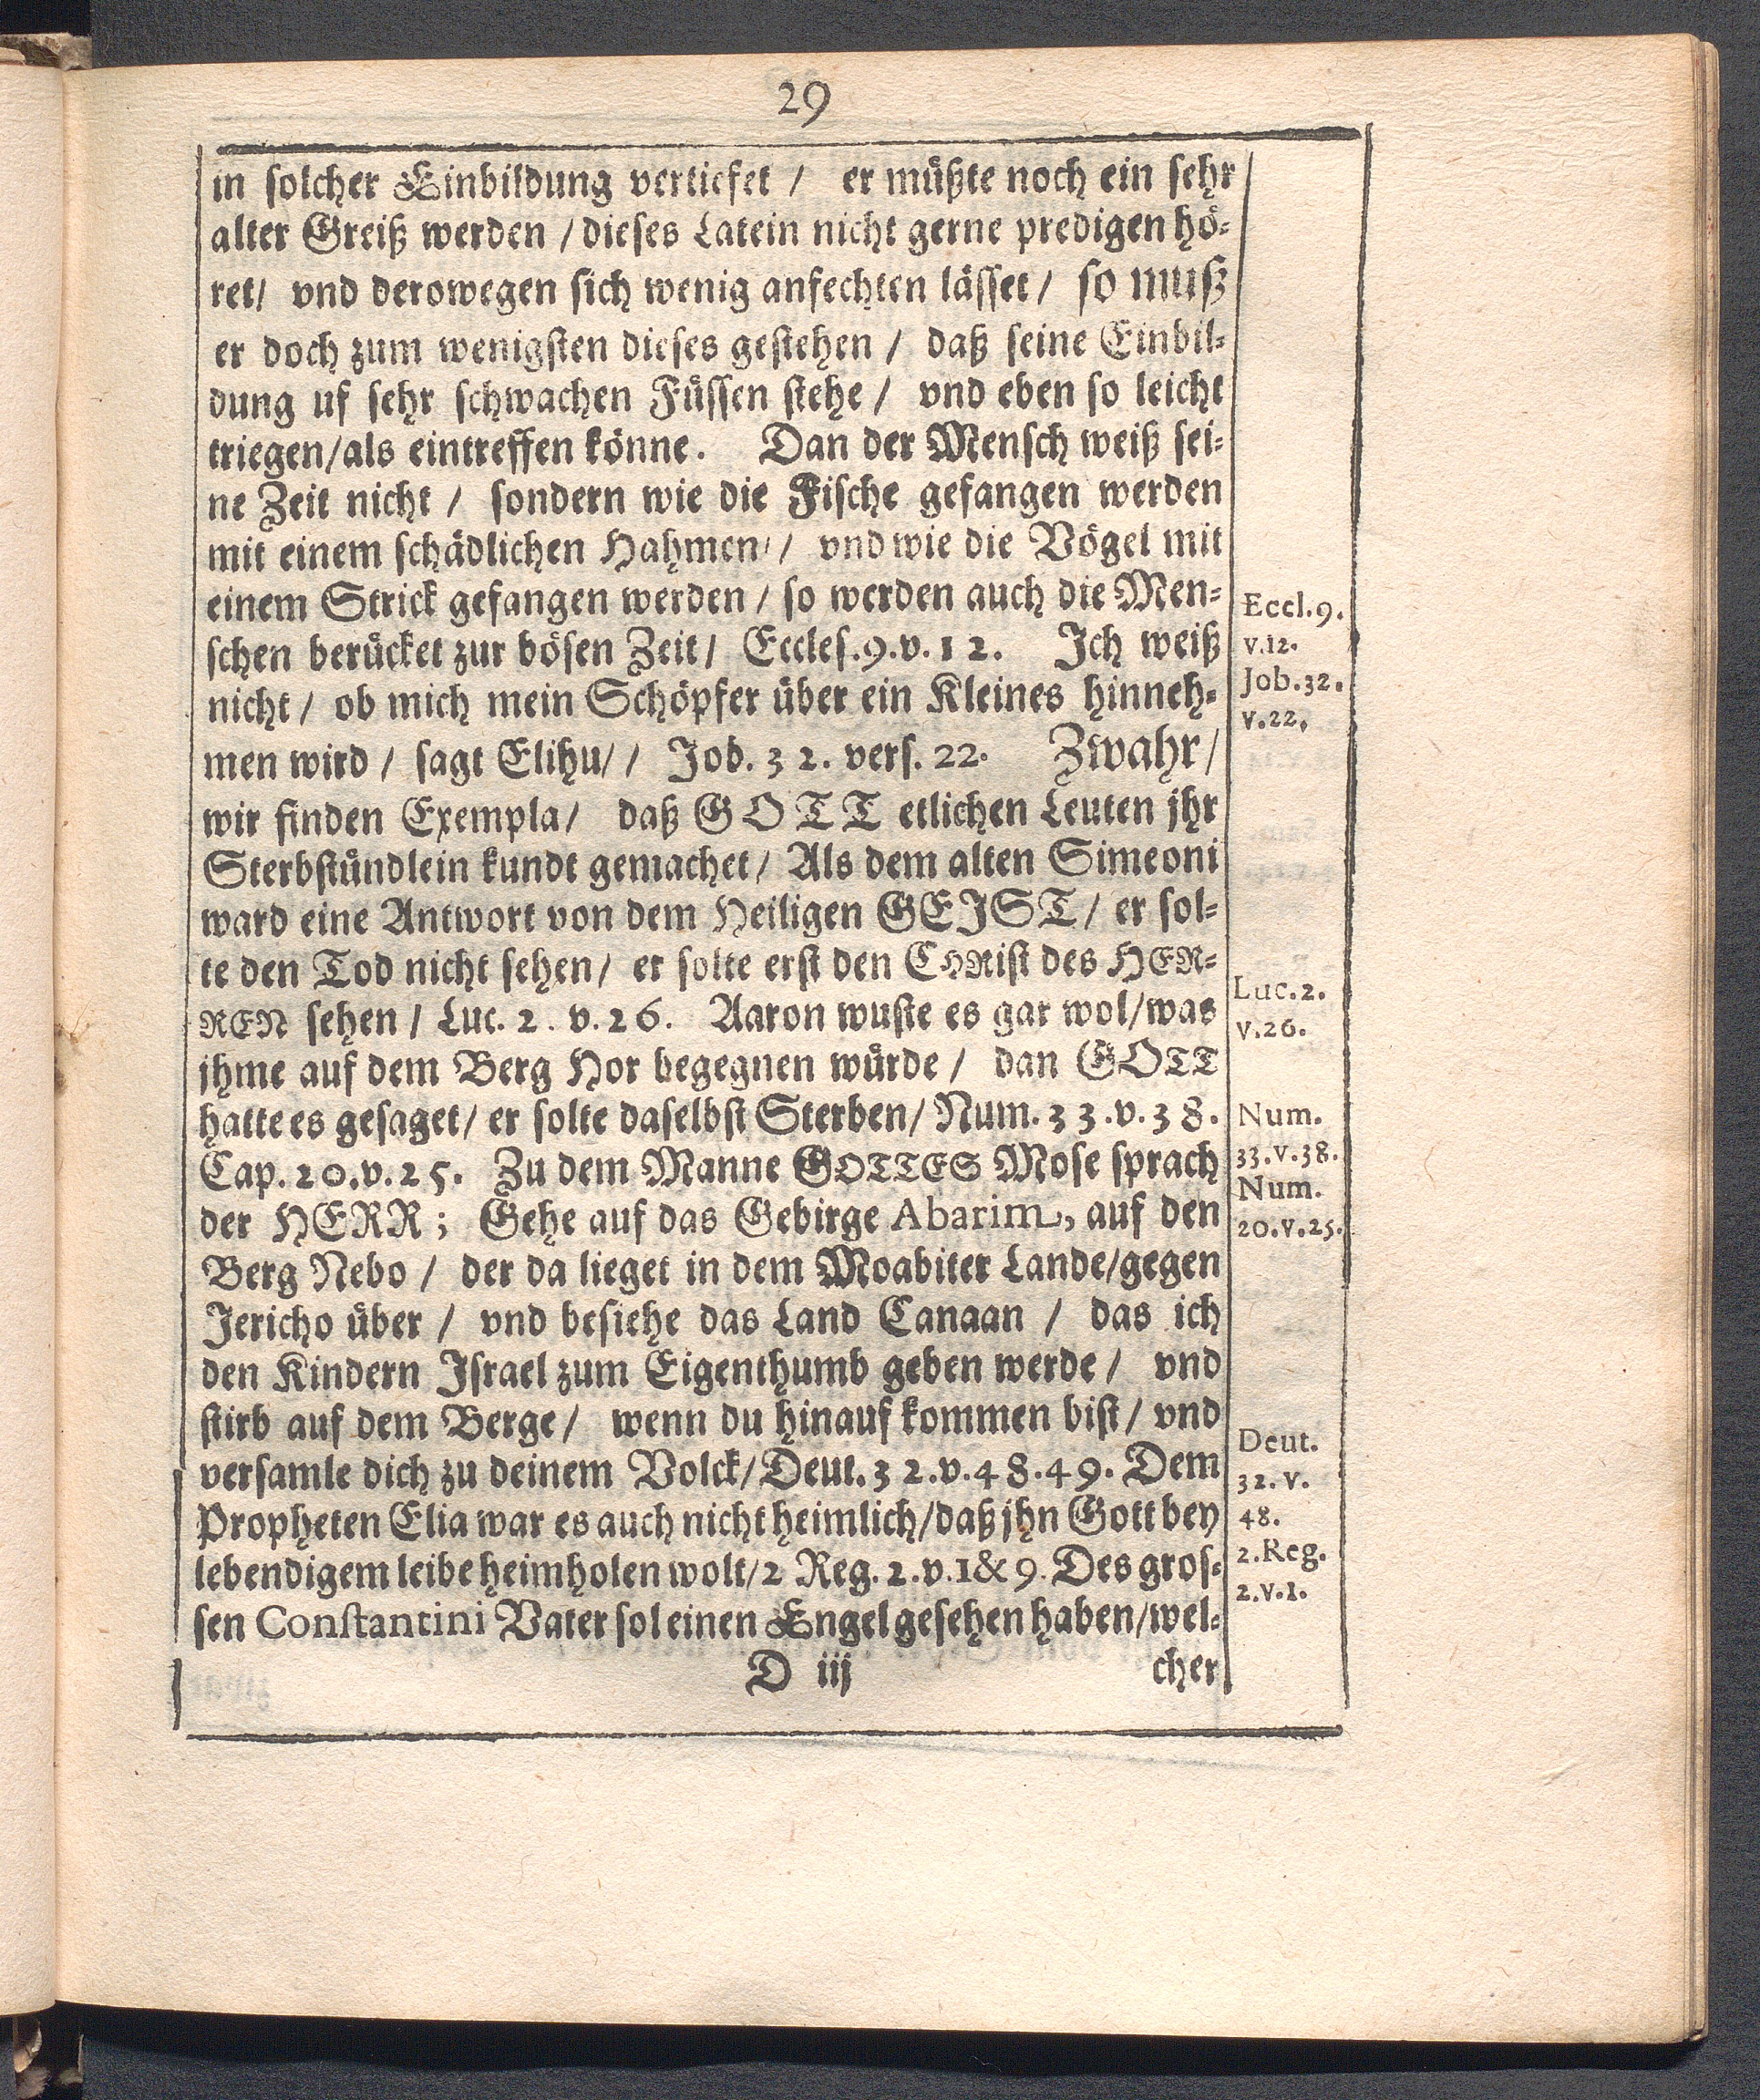 29
in solcher Einbildung vertiefet / er müßte noch ein sehr
alter Greiß werden / dieses Latein nicht gerne predigen hö-
ret/ vnd derowegen sich wenig anfechten lässet / so muß
er doch zum wenigsten dieses gestehen / daß seine Einbil-
dung uf sehr schwachen Füssen stehe / vnd eben so leicht
triegen/als eintreffen könne. Dan der Mensch weiß sei-
ne Zeit nicht / sondern wie die Fische gefangen werden
mit einem schädlichen Hahmen/ / vnd wie die Vögel mit
einem Strick gefangen werden / so werden auch die Men-
schen berücket zur bösen Zeit / Eccles.9.v.12. Ich weiß
nicht / ob mich mein Schöpfer über ein Kleines hinneh-
men wird / sagt Elihu/ / Job. 32. vers. 22. Zwahr /
wir finden Exempla / daß GOTT etlichen Leuten jhr
Sterbstündlein kundt gemachet / Als dem alten Simeoni
ward eine Antwort von dem Heiligen GEIST / er sol-
te den Tod nicht sehen / er solte erst den CHRist des HER-
REN sehen / Luc. 2. v. 26. Aaron wuste es gar wol/was
jhme auf dem Berg Hor begegnen würde / dan GOTT
hatte es gesaget / er solte daselbst Sterben / Num. 33.v.38.
Cap. 20.v.25. Zu dem Manne GOTTES Mose sprach
der HERR; Gehe auf das Gebirge Abarim, auf den
Berg Nebo / der da lieget in dem Moabiter Lande/gegen
Jericho über / vnd besiehe das Land Canaan / das ich
den Kindern Israel zum Eigenthumb geben werde / vnd
stirb auf dem Berge / wenn du hinauf kommen bist / vnd
versamle dich zu deinem Volck/Deut.32.v.48.49. Dem
Propheten Elia war es auch nicht heimlich/daß jhn Gott bey
lebendigem leibe heimholen wolt/2 Reg. 2.v.1&9. Des gros-
sen Constantini Vater sol einen Engel gesehen haben/wel-
D iij cher
Eccl.9.
v.12.
Job.32.
v.22.
Luc.2.
v.26.
Num.
33.v.38.
Num.
20.v.25.
Deut.
32.v.
48.
2.Reg.
2.v.1.